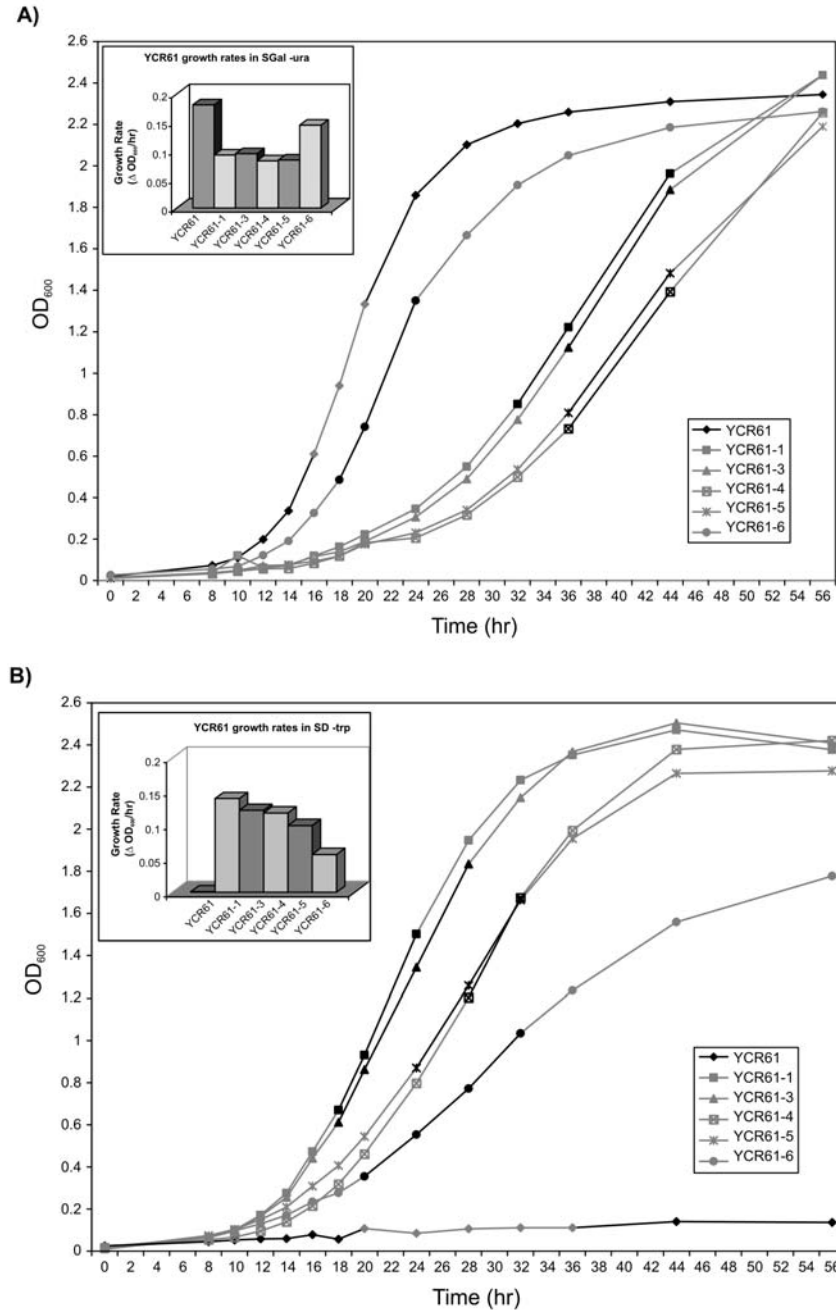 A)
YCR61 growth rates in SGal -ura
Growth Rate
(Δ OD₆₀₀/hr)
0.2
0.15
0.1
0.05
0
YCR61
YCR61-1
YCR61-3
YCR61-4
YCR61-5
YCR61-6
OD₆₀₀
2.6
2.4
2.2
2
1.8
1.6
1.4
1.2
1
0.8
0.6
0.4
0.2
0
YCR61
YCR61-1
YCR61-3
YCR61-4
YCR61-5
YCR61-6
0 2 4 6 8 10 12 14 16 18 20 22 24 26 28 30 32 34 36 38 40 42 44 46 48 50 52 54 56
Time (hr)
B)
YCR61 growth rates in SD -trp
Growth Rate
(Δ OD₆₀₀/hr)
0.2
0.15
0.1
0.05
0
YCR61
YCR61-1
YCR61-3
YCR61-4
YCR61-5
YCR61-6
OD₆₀₀
2.6
2.4
2.2
2
1.8
1.6
1.4
1.2
1
0.8
0.6
0.4
0.2
0
YCR61
YCR61-1
YCR61-3
YCR61-4
YCR61-5
YCR61-6
0 2 4 6 8 10 12 14 16 18 20 22 24 26 28 30 32 34 36 38 40 42 44 46 48 50 52 54 56
Time (hr)